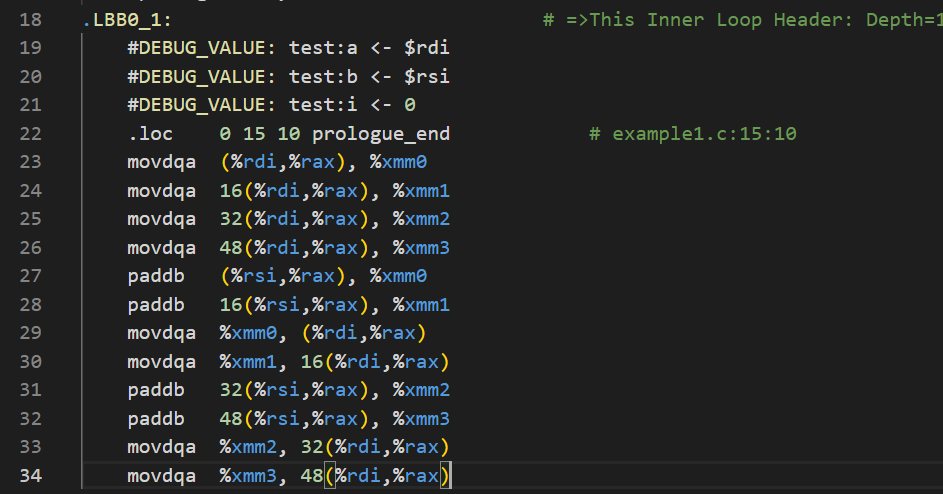 18 .LBB0_1: # =>This Inner Loop Header: Depth=1
19 #DEBUG_VALUE: test:a <- $rdi
20 #DEBUG_VALUE: test:b <- $rsi
21 #DEBUG_VALUE: test:i <- 0
22 .loc 0 15 10 prologue_end # example1.c:15:10
23 movdqa (%rdi,%rax), %xmm0
24 movdqa 16(%rdi,%rax), %xmm1
25 movdqa 32(%rdi,%rax), %xmm2
26 movdqa 48(%rdi,%rax), %xmm3
27 paddb (%rsi,%rax), %xmm0
28 paddb 16(%rsi,%rax), %xmm1
29 movdqa %xmm0, (%rdi,%rax)
30 movdqa %xmm1, 16(%rdi,%rax)
31 paddb 32(%rsi,%rax), %xmm2
32 paddb 48(%rsi,%rax), %xmm3
33 movdqa %xmm2, 32(%rdi,%rax)
34 movdqa %xmm3, 48(%rdi,%rax)